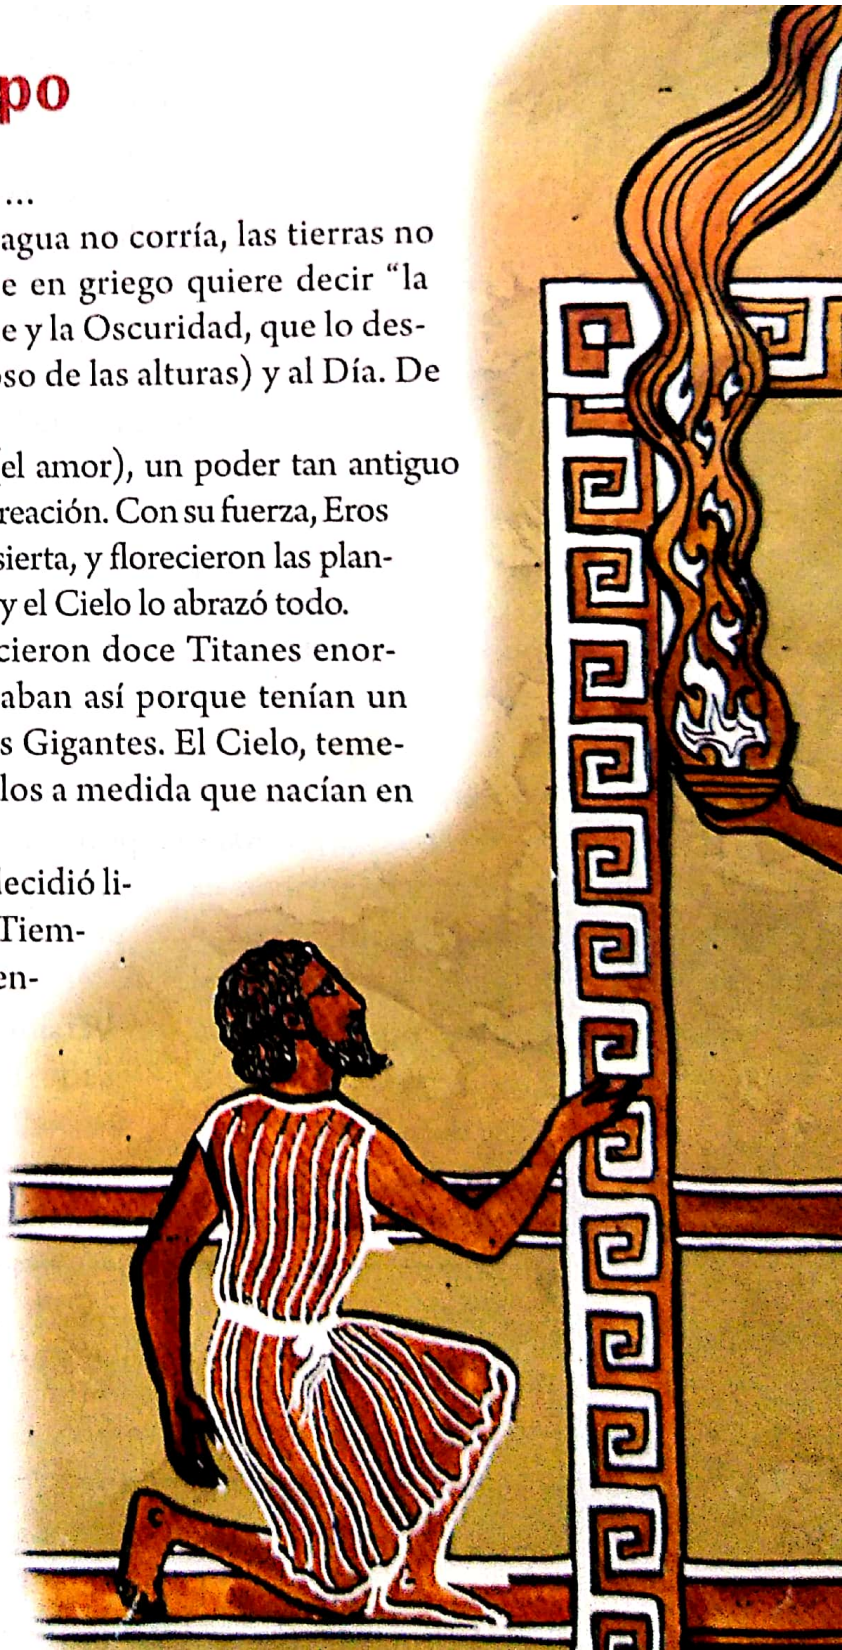 po
...
agua no corría, las tierras no
e en griego quiere decir "la
e y la Oscuridad, que lo des-
oso de las alturas) y al Día. De
el amor), un poder tan antiguo
reación. Con su fuerza, Eros
sierta, y florecieron las plan-
y el Cielo lo abrazó todo.
cieron doce Titanes enor-
aban así porque tenían un
s Gigantes. El Cielo, teme-
los a medida que nacían en
decidió li-
Tiem-
en-